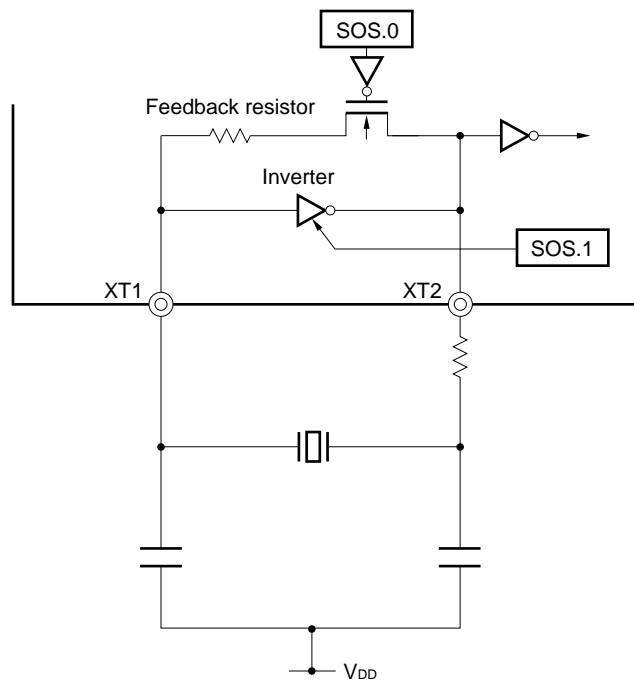 SOS.0
Feedback resistor
Inverter
SOS.1
XT1
XT2
VDD